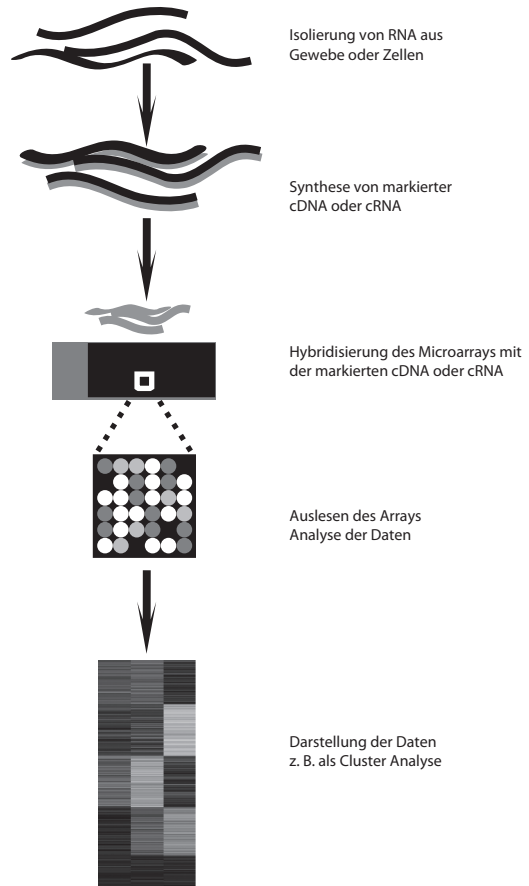 Isolierung von RNA aus
Gewebe oder Zellen
Synthese von markierter
cDNA oder cRNA
Hybridisierung des Microarrays mit
der markierten cDNA oder cRNA
Auslesen des Arrays
Analyse der Daten
Darstellung der Daten
z. B. als Cluster Analyse